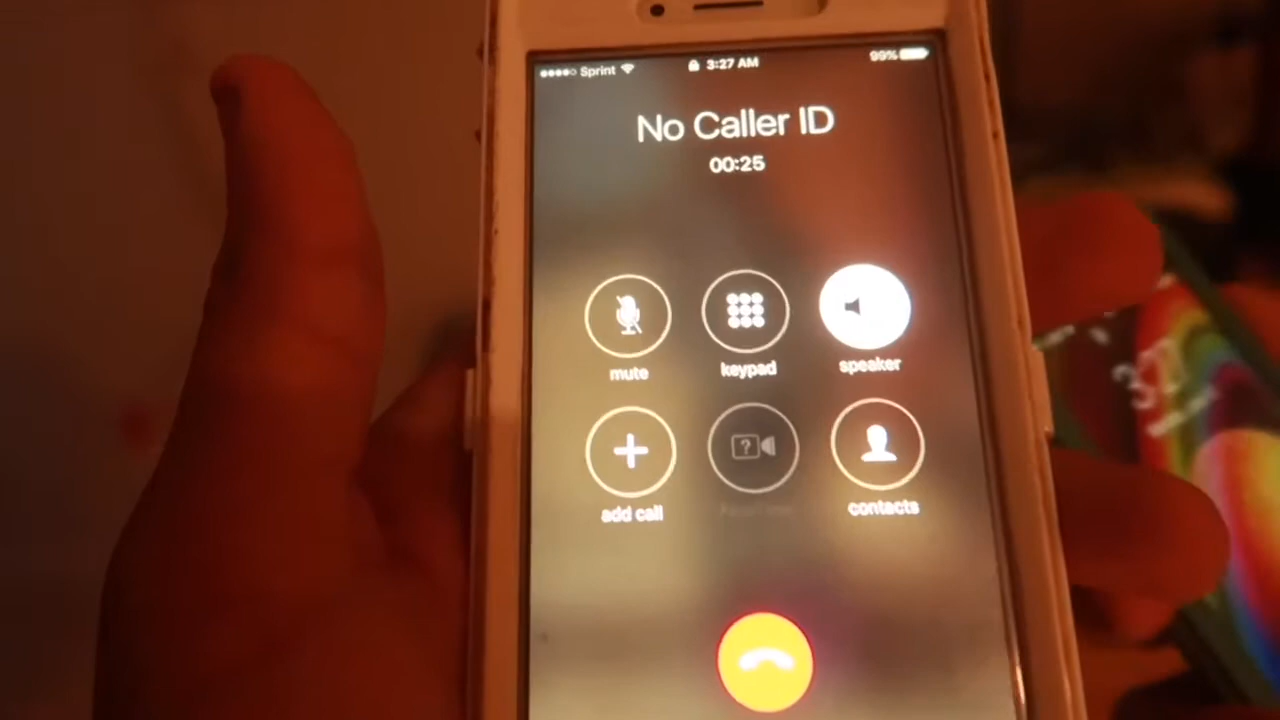 Sprint 3:27 AM 99%
No Caller ID
00:25
mute keypad speaker
?
add call contacts